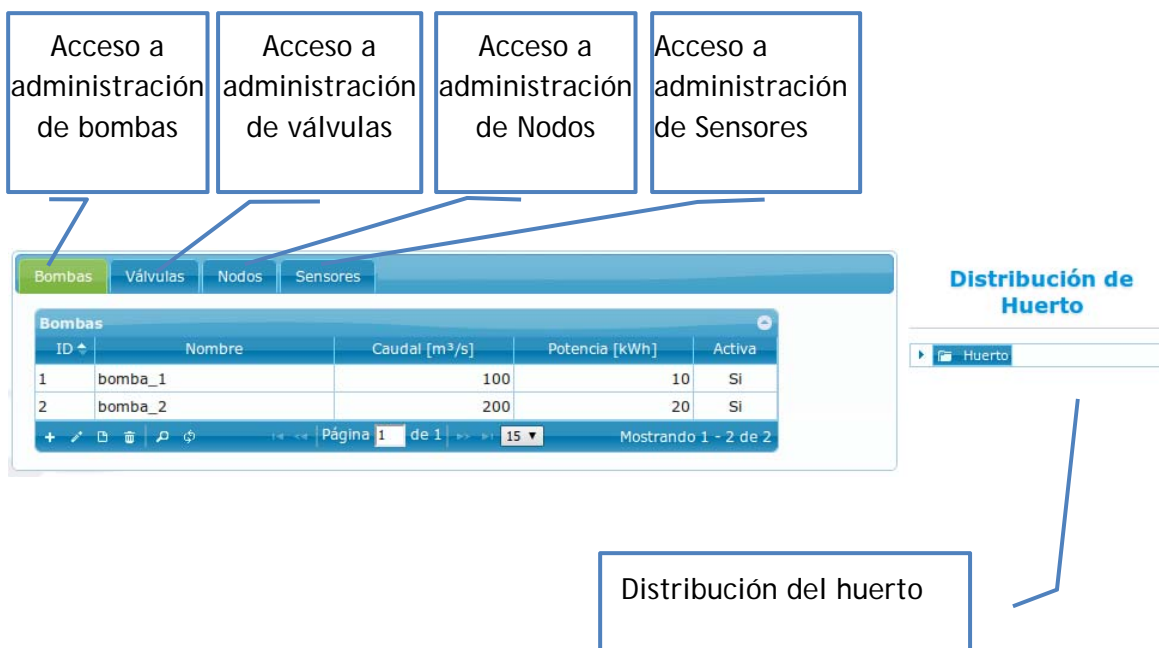 Acceso a
administración
de bombas
Acceso a
administración
de válvulas
Acceso a
administración
de Nodos
Acceso a
administración
de Sensores
Bombas Válvulas Nodos Sensores
Bombas
ID Nombre Caudal [m³/s] Potencia [kWh] Activa
1 bomba_1 100 10 Si
2 bomba_2 200 20 Si
Página 1 de 1 15 Mostrando 1 - 2 de 2
Distribución de
Huerto
Huerto
Distribución del huerto